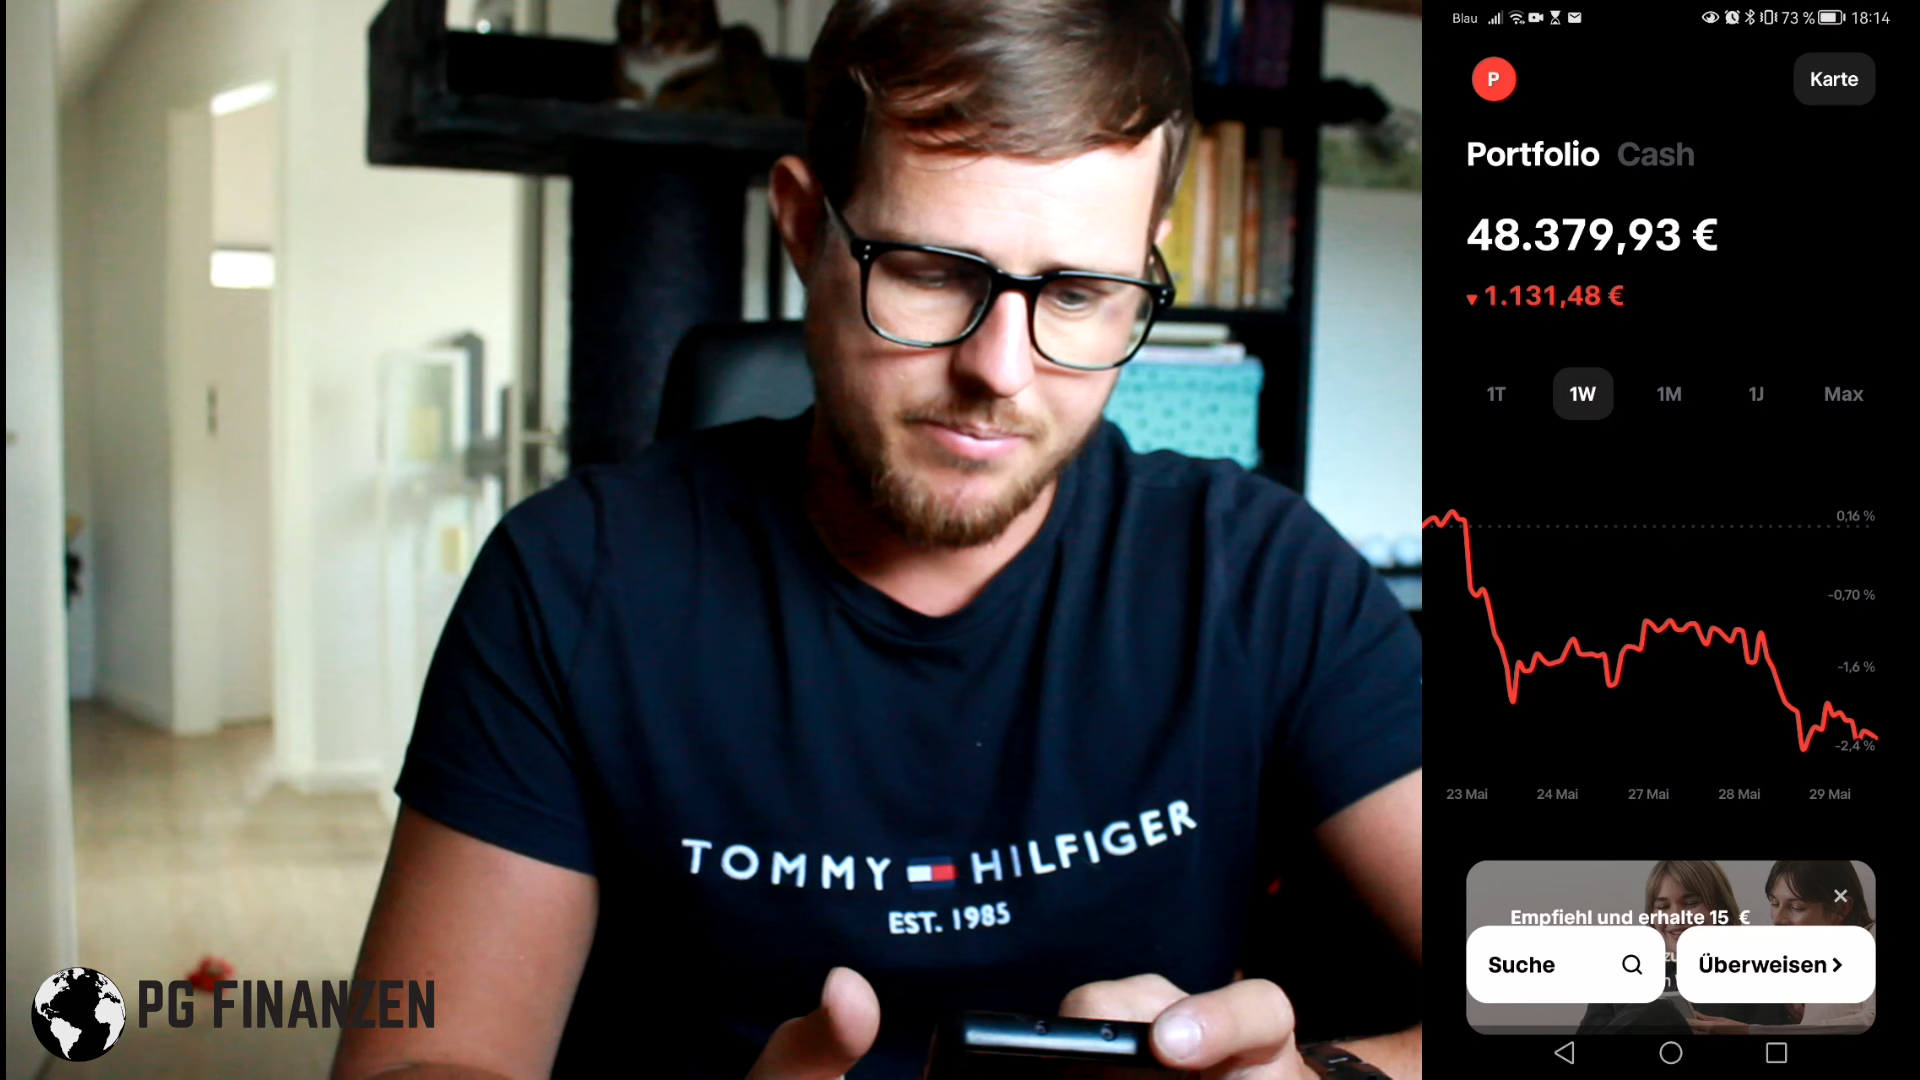 Blau
73 %
18:14
P
Karte
Portfolio Cash
48.379,93 €
▾1.131,48 €
1T 1W 1M 1J Max
0,16 %
-0,70 %
-1,6 %
-2,4 %
23 Mai 24 Mai 27 Mai 28 Mai 29 Mai
Empfiehl und erhalte 15 €
Suche
Überweisen
TOMMY HILFIGER
EST. 1985
PG FINANZEN